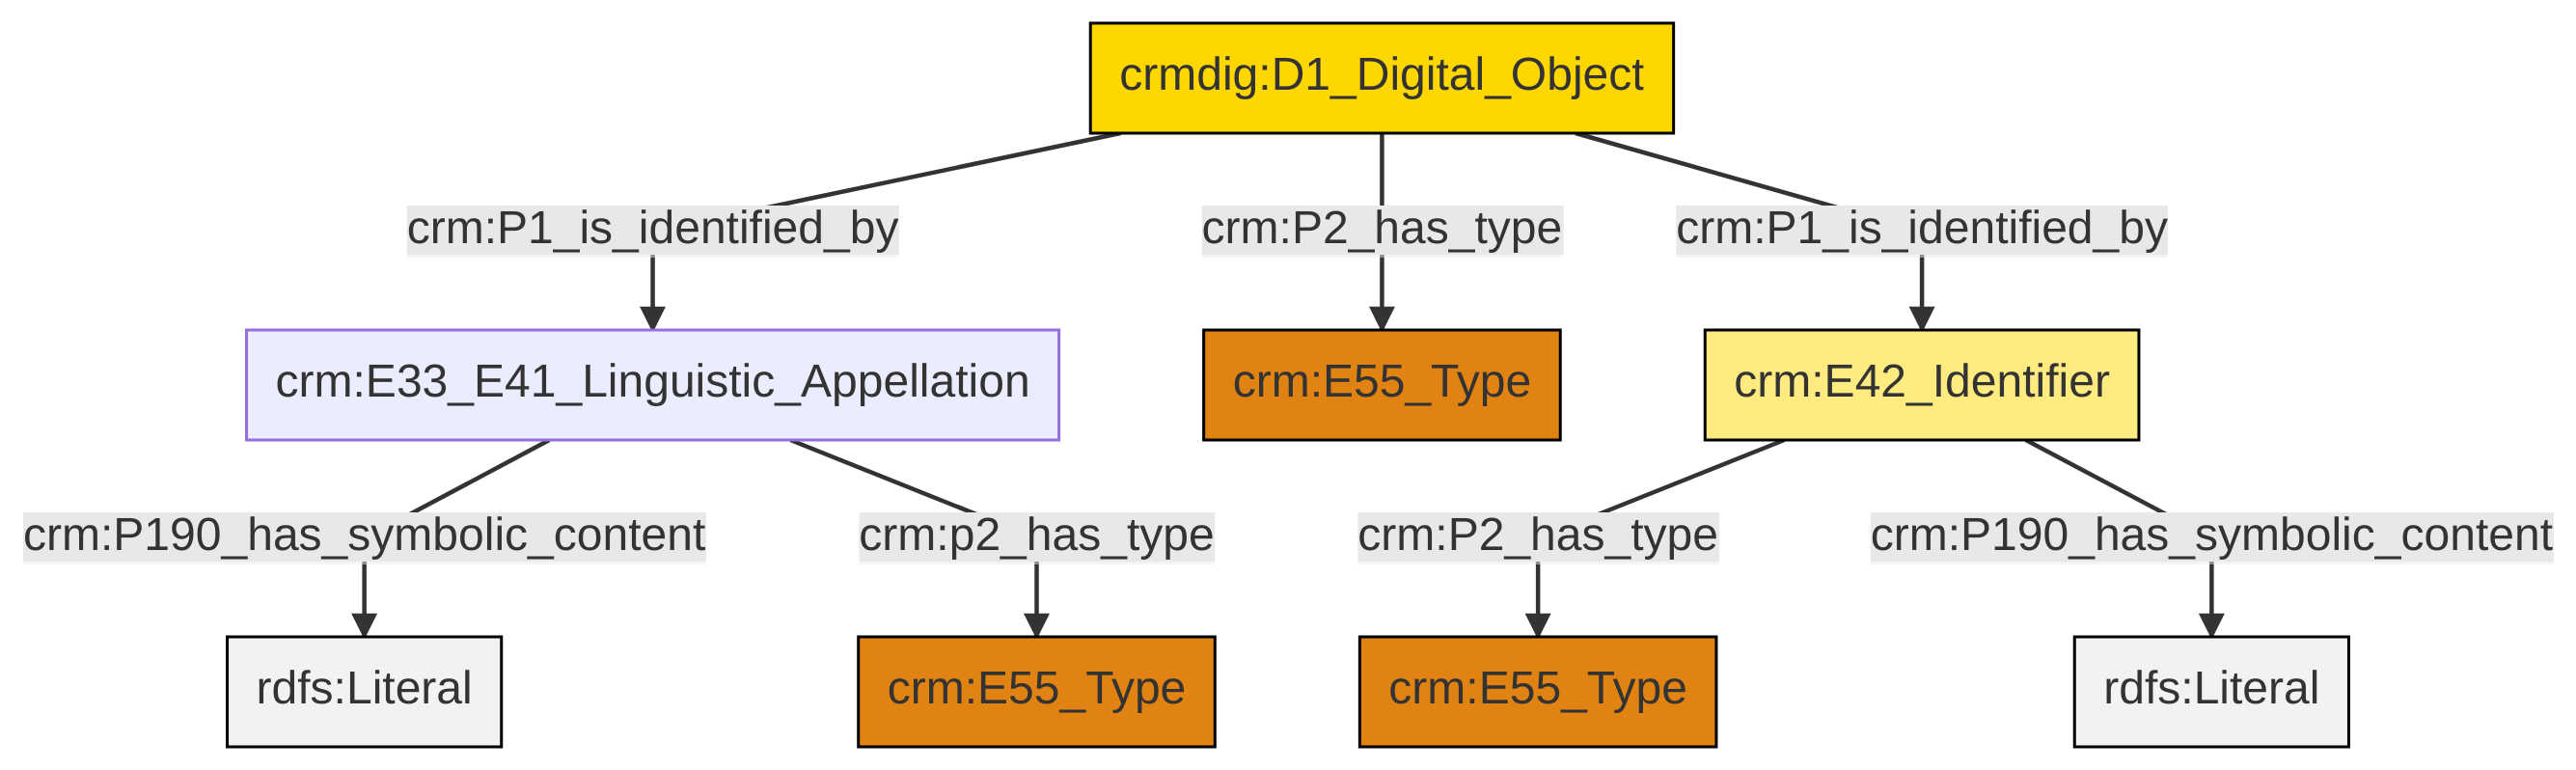 crmdig:D1_Digital_Object
crm:P1_is_identified_by
crm:P2_has_type
crm:P1_is_identified_by
crm:E33_E41_Linguistic_Appellation
crm:E55_Type
crm:E42_Identifier
crm:P190_has_symbolic_content
crm:p2_has_type
crm:P2_has_type
crm:P190_has_symbolic_content
rdfs:Literal
crm:E55_Type
crm:E55_Type
rdfs:Literal